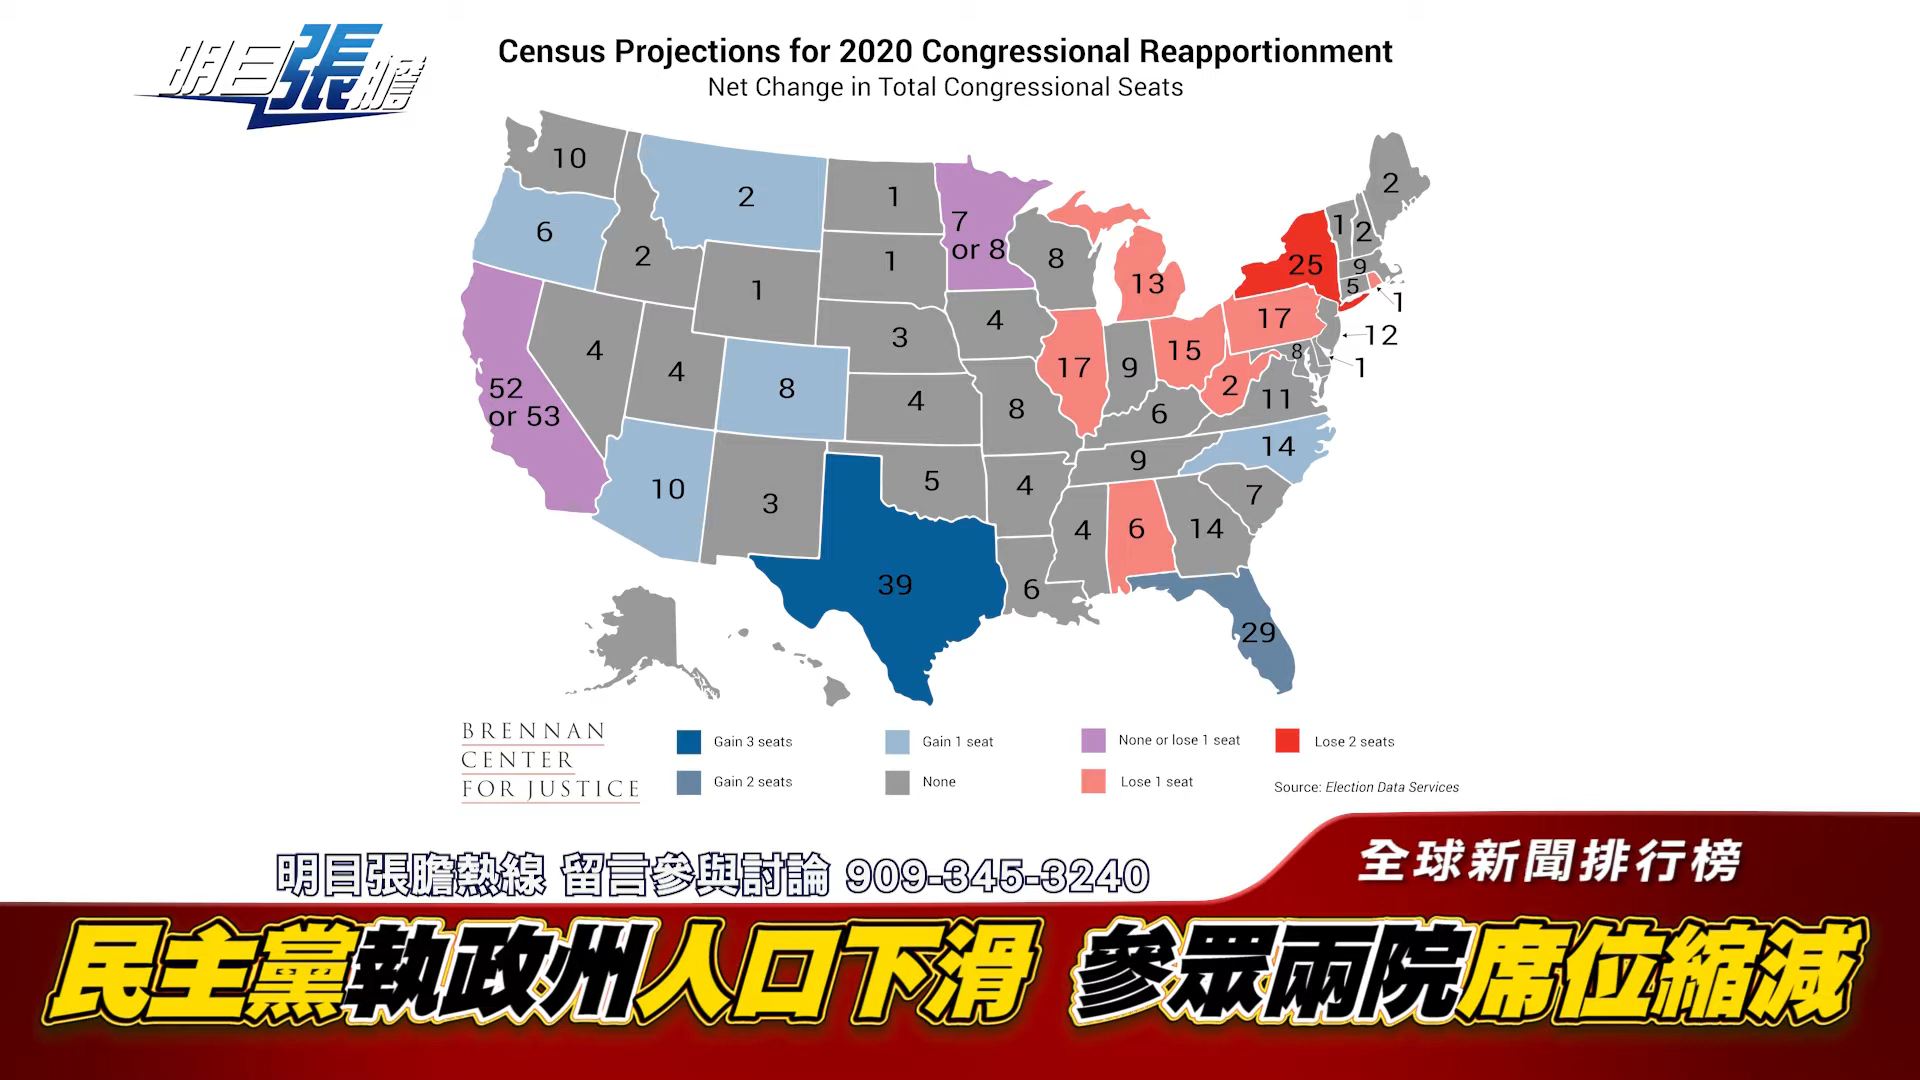 明目張膽
Census Projections for 2020 Congressional Reapportionment
Net Change in Total Congressional Seats
10
2
1
7
or 8
2
6
2
1
1
8
13
25
1
2
9
5
1
1
4
3
17
12
4
4
8
17
9
15
8
1
52
or 53
4
8
6
2
11
10
3
5
4
9
14
7
4
6
14
39
6
29
BRENNAN
CENTER
FOR JUSTICE
Gain 3 seats
Gain 1 seat
None or lose 1 seat
Lose 2 seats
Gain 2 seats
None
Lose 1 seat
Source: Election Data Services
全球新聞排行榜
明目張膽熱線 留言參與討論 909-345-3240
民主黨執政州人口下滑 參眾兩院席位縮減